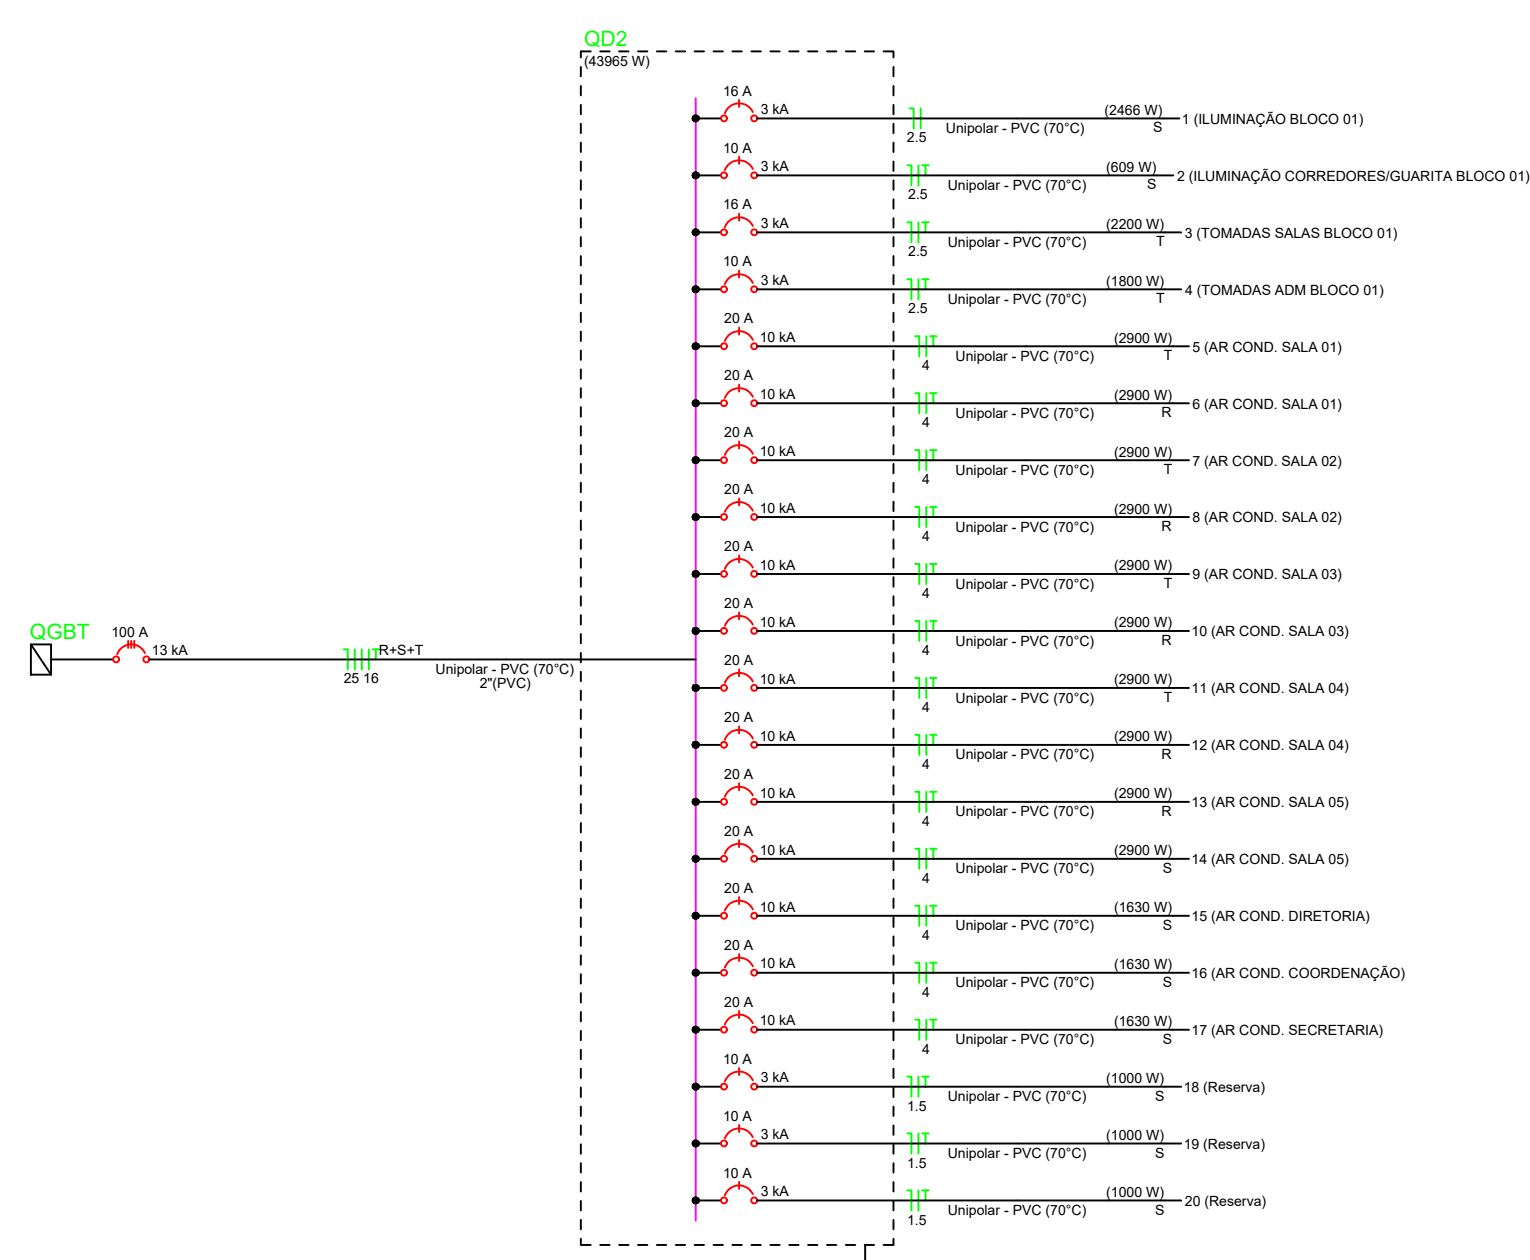 QD2
(43965 W)
16 A
3 kA
2.5
Unipolar - PVC (70°C)
(2466 W)
S
1 (ILUMINAÇÃO BLOCO 01)
10 A
3 kA
2.5
Unipolar - PVC (70°C)
(609 W)
S
2 (ILUMINAÇÃO CORREDORES/GUARITA BLOCO 01)
16 A
3 kA
2.5
Unipolar - PVC (70°C)
(2200 W)
T
3 (TOMADAS SALAS BLOCO 01)
10 A
3 kA
2.5
Unipolar - PVC (70°C)
(1800 W)
T
4 (TOMADAS ADM BLOCO 01)
20 A
10 kA
4
Unipolar - PVC (70°C)
(2900 W)
T
5 (AR COND. SALA 01)
20 A
10 kA
4
Unipolar - PVC (70°C)
(2900 W)
R
6 (AR COND. SALA 01)
20 A
10 kA
4
Unipolar - PVC (70°C)
(2900 W)
T
7 (AR COND. SALA 02)
20 A
10 kA
4
Unipolar - PVC (70°C)
(2900 W)
R
8 (AR COND. SALA 02)
20 A
10 kA
4
Unipolar - PVC (70°C)
(2900 W)
T
9 (AR COND. SALA 03)
20 A
10 kA
4
Unipolar - PVC (70°C)
(2900 W)
R
10 (AR COND. SALA 03)
QGBT
100 A
13 kA
R+S+T
25 16
Unipolar - PVC (70°C)
2"(PVC)
20 A
10 kA
4
Unipolar - PVC (70°C)
(2900 W)
T
11 (AR COND. SALA 04)
20 A
10 kA
4
Unipolar - PVC (70°C)
(2900 W)
R
12 (AR COND. SALA 04)
20 A
10 kA
4
Unipolar - PVC (70°C)
(2900 W)
R
13 (AR COND. SALA 05)
20 A
10 kA
4
Unipolar - PVC (70°C)
(2900 W)
S
14 (AR COND. SALA 05)
20 A
10 kA
4
Unipolar - PVC (70°C)
(1630 W)
S
15 (AR COND. DIRETORIA)
20 A
10 kA
4
Unipolar - PVC (70°C)
(1630 W)
S
16 (AR COND. COORDENAÇÃO)
20 A
10 kA
4
Unipolar - PVC (70°C)
(1630 W)
S
17 (AR COND. SECRETARIA)
10 A
3 kA
1.5
Unipolar - PVC (70°C)
(1000 W)
S
18 (Reserva)
10 A
3 kA
1.5
Unipolar - PVC (70°C)
(1000 W)
S
19 (Reserva)
10 A
3 kA
1.5
Unipolar - PVC (70°C)
(1000 W)
S
20 (Reserva)